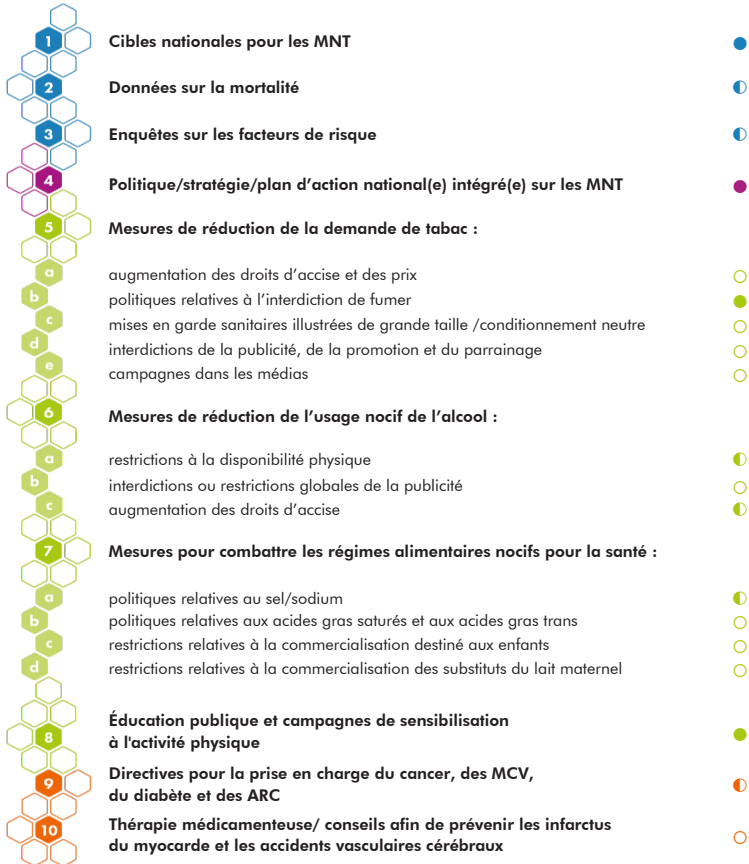 1 Cibles nationales pour les MNT
2 Données sur la mortalité
3 Enquêtes sur les facteurs de risque
4 Politique/stratégie/plan d’action national(e) intégré(e) sur les MNT
5 Mesures de réduction de la demande de tabac :
a augmentation des droits d’accise et des prix
b politiques relatives à l’interdiction de fumer
c mises en garde sanitaires illustrées de grande taille /conditionnement neutre
d interdictions de la publicité, de la promotion et du parrainage
e campagnes dans les médias
6 Mesures de réduction de l’usage nocif de l’alcool :
a restrictions à la disponibilité physique
b interdictions ou restrictions globales de la publicité
c augmentation des droits d’accise
7 Mesures pour combattre les régimes alimentaires nocifs pour la santé :
a politiques relatives au sel/sodium
b politiques relatives aux acides gras saturés et aux acides gras trans
c restrictions relatives à la commercialisation destiné aux enfants
d restrictions relatives à la commercialisation des substituts du lait maternel
8 Éducation publique et campagnes de sensibilisation
à l'activité physique
9 Directives pour la prise en charge du cancer, des MCV,
du diabète et des ARC
10 Thérapie médicamenteuse/ conseils afin de prévenir les infarctus
du myocarde et les accidents vasculaires cérébraux